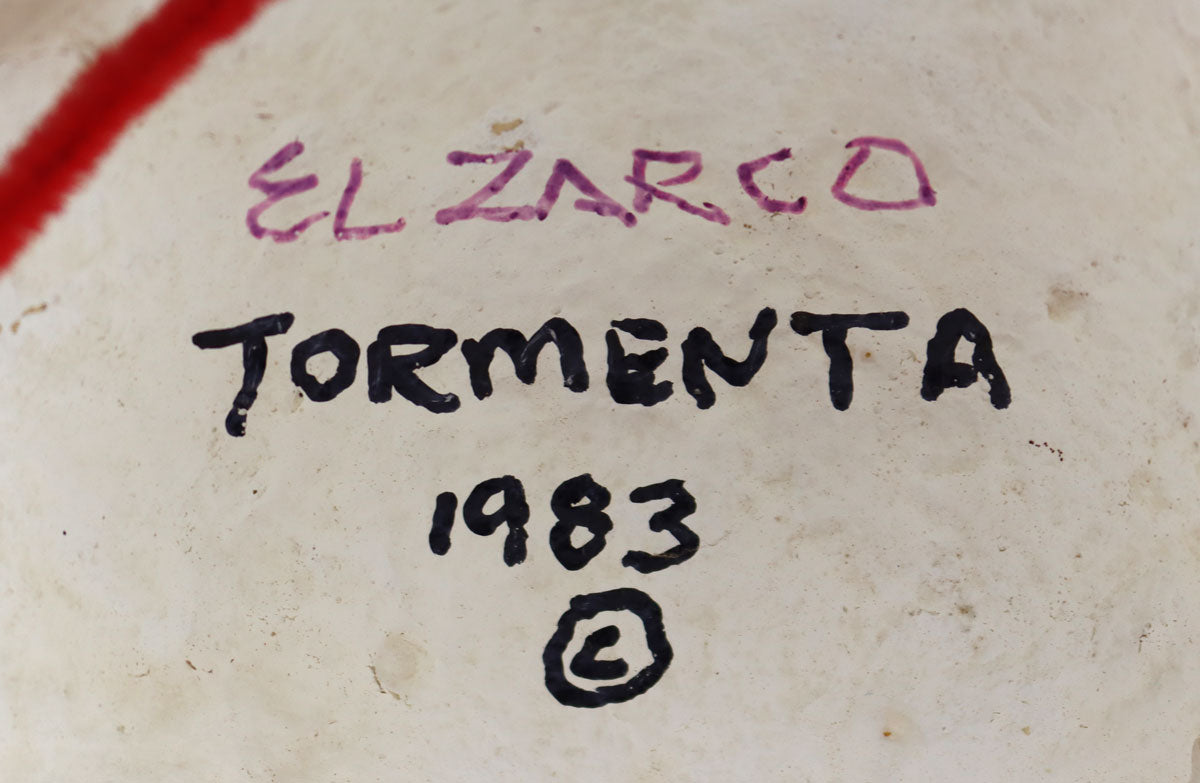 EL ZARCO
TORMENTA
1983
©